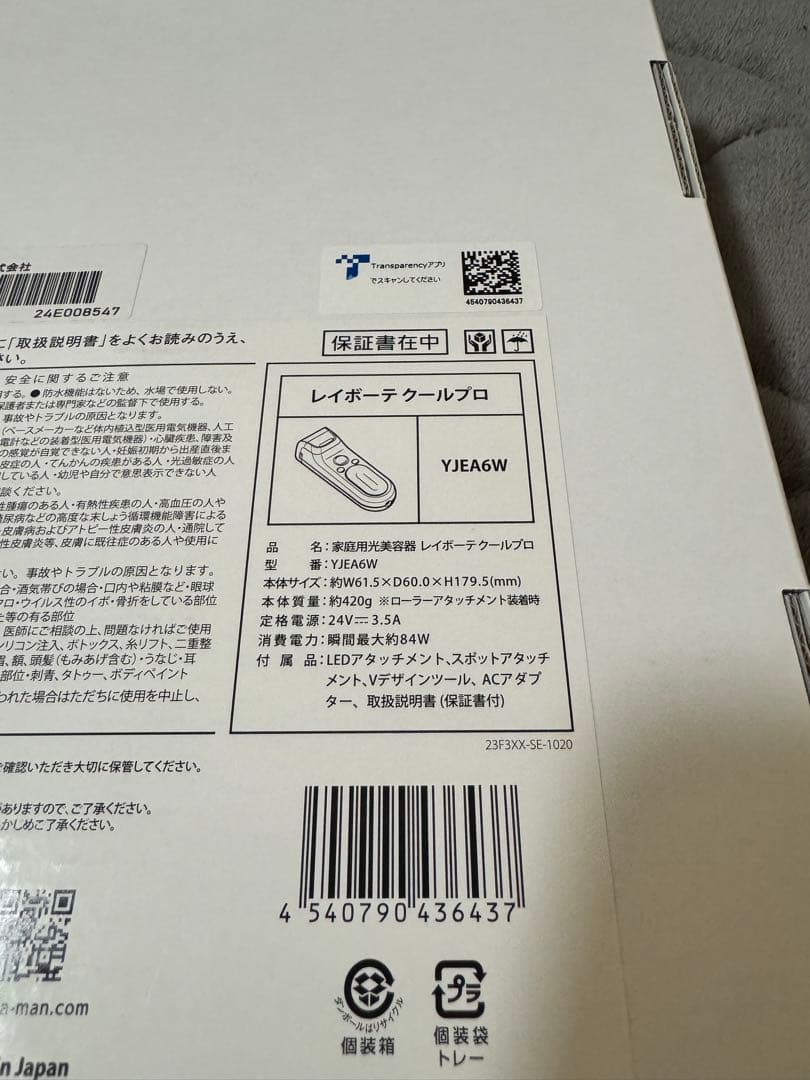 式会社
24E008547
Transparencyアプリ
でスキャンしてください
4540790436437
に「取扱説明書」をよくお読みのうえ、
さい。
保証書在中
安全に関するご注意
する。●防水機能はないため、水場で使用しない。
保護者または専門家などの監督下で使用する。
事故やトラブルの原因となります。
(ペースメーカーなど体内植込型医用電気機器、人工
電計などの装着型医用電気機器)・心臓疾患、障害及
の感覚が自覚できない人・妊娠初期から出産直後ま
皮症の人・てんかんの疾患がある人・光過敏症の人
している人・幼児や自分で意思表示できない人
談ください。
性腫瘍のある人・有熱性疾患の人・高血圧の人や
糖尿病などの高度な末しょう循環機能障害による
・皮膚病およびアトピー性皮膚炎の人・通院して
性皮膚炎等、皮膚に既往症のある人や使用に
い。事故やトラブルの原因となります。
合・酒気帯びの場合・口内や粘膜など・眼球
クロ・ウイルス性のイボ・骨折をしている部位
た等の有る部位
医師にご相談の上、問題なければご使用
シリコン注入、ボトックス、糸リフト、二重整
眉、額、頭髪(もみあげ含む)・うなじ・耳
部位・刺青、タトゥー、ボディペイント
われた場合はただちに使用を中止し、
レイボーテ クールプロ
YJEA6W
品 名:家庭用光美容器 レイボーテ クールプロ
型 番:YJEA6W
本体サイズ:約W61.5×D60.0×H179.5(mm)
本体質量:約420g ※ローラーアタッチメント装着時
定格電源:24V⎓3.5A
消費電力:瞬間最大約84W
付属品:LEDアタッチメント、スポットアタッチ
メント、Vデザインツール、ACアダプ
ター、取扱説明書(保証書付)
23F3XX-SE-1020
ご確認いただき大切に保管してください。
がありますので、ご了承ください。
かしめご了承ください。
4 540790 436437
a-man.com
in Japan
ダンボールはリサイクル
個装箱
プラ
個装袋
トレー